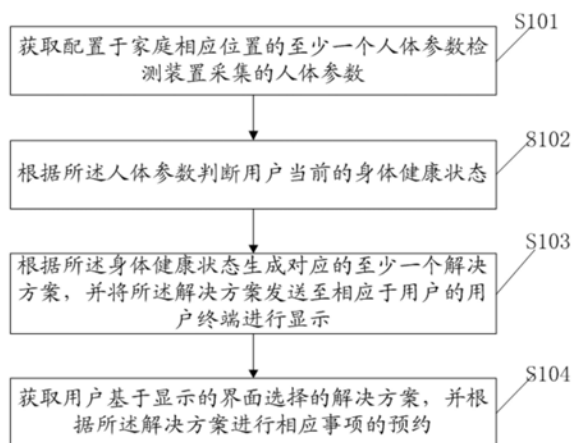 S101
获取配置于家庭相应位置的至少一个人体参数检
测装置采集的人体参数
S102
根据所述人体参数判断用户当前的身体健康状态
S103
根据所述身体健康状态生成对应的至少一个解决
方案，并将所述解决方案发送至相应于用户的用
户终端进行显示
S104
获取用户基于显示的界面选择的解决方案，并根
据所述解决方案进行相应事项的预约